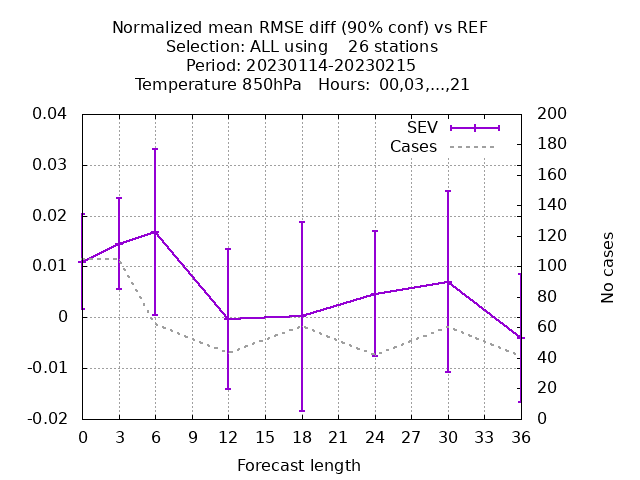 Normalized mean RMSE diff (90% conf) vs REF
Selection: ALL using    26 stations
Period: 20230114-20230215
Temperature 850hPa   Hours: 00,03,...,21
SEV
Cases
0.04
0.03
0.02
0.01
0
-0.01
-0.02
200
180
160
140
120
100
80
60
40
20
0
No cases
0 3 6 9 12 15 18 21 24 27 30 33 36
Forecast length